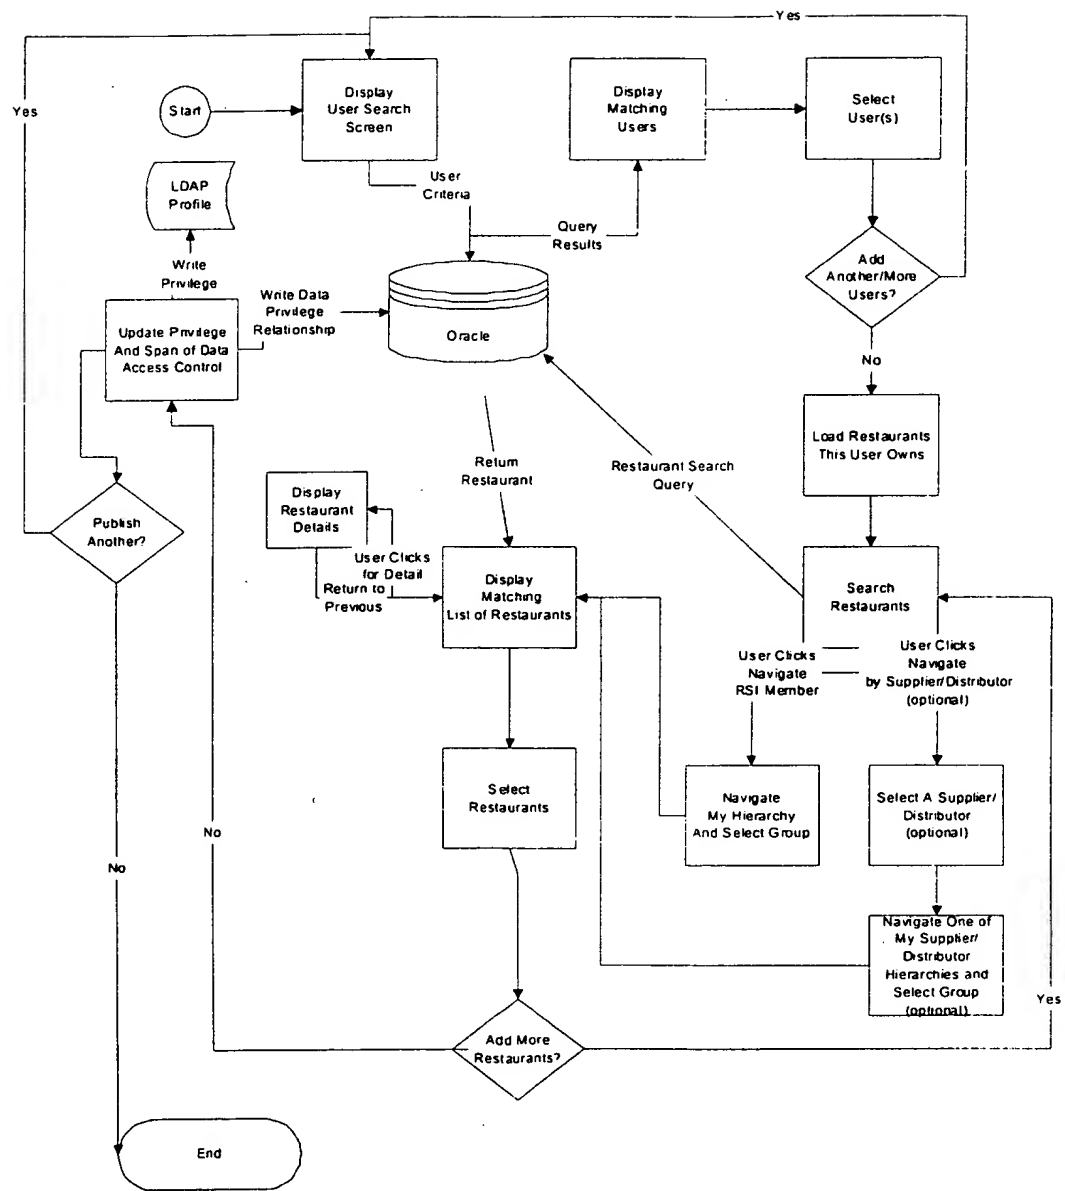 Yes
Yes
Start
Display
User Search
Screen
Display
Matching
Users
Select
User(s)
LDAP
Profile
User
Criteria
Query
Results
Write
Privilege
Add
Another/More
Users?
Update Privilege
And Span of Data
Access Control
Write Data
Privilege
Relationship
Oracle
No
Load Restaurants
This User Owns
Return
Restaurant
Restaurant Search
Query
Display
Restaurant
Details
Publish
Another?
User Clicks
for Detail
Return to
Previous
Display
Matching
List of Restaurants
Search
Restaurants
User Clicks
Navigate
RSI Member
User Clicks
Navigate
by Supplier/Distributor
(optional)
Select
Restaurants
Navigate
My Hierarchy
And Select Group
Select A Supplier/
Distributor
(optional)
No
No
Navigate One of
My Supplier/
Distributor
Hierarchies and
Select Group
(optional)
Yes
Add More
Restaurants?
End